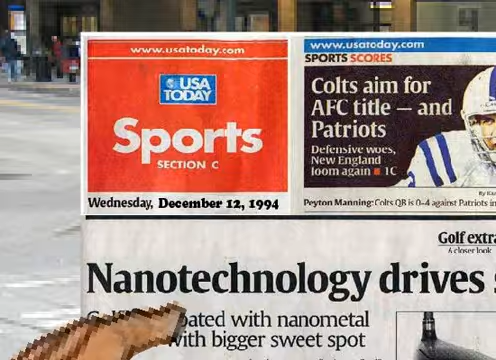 www.usatoday.com
USA
TODAY
Sports
SECTION C
Wednesday, December 12, 1994
www.usatoday.com
SPORTS SCORES
Colts aim for
AFC title — and
Patriots
Defensive woes,
New England
loom again ■ 1C
Peyton Manning: Colts QB is 0-4 against Patriots in
Golf extra
A closer look
Nanotechnology drives
with nanometal
with bigger sweet spot